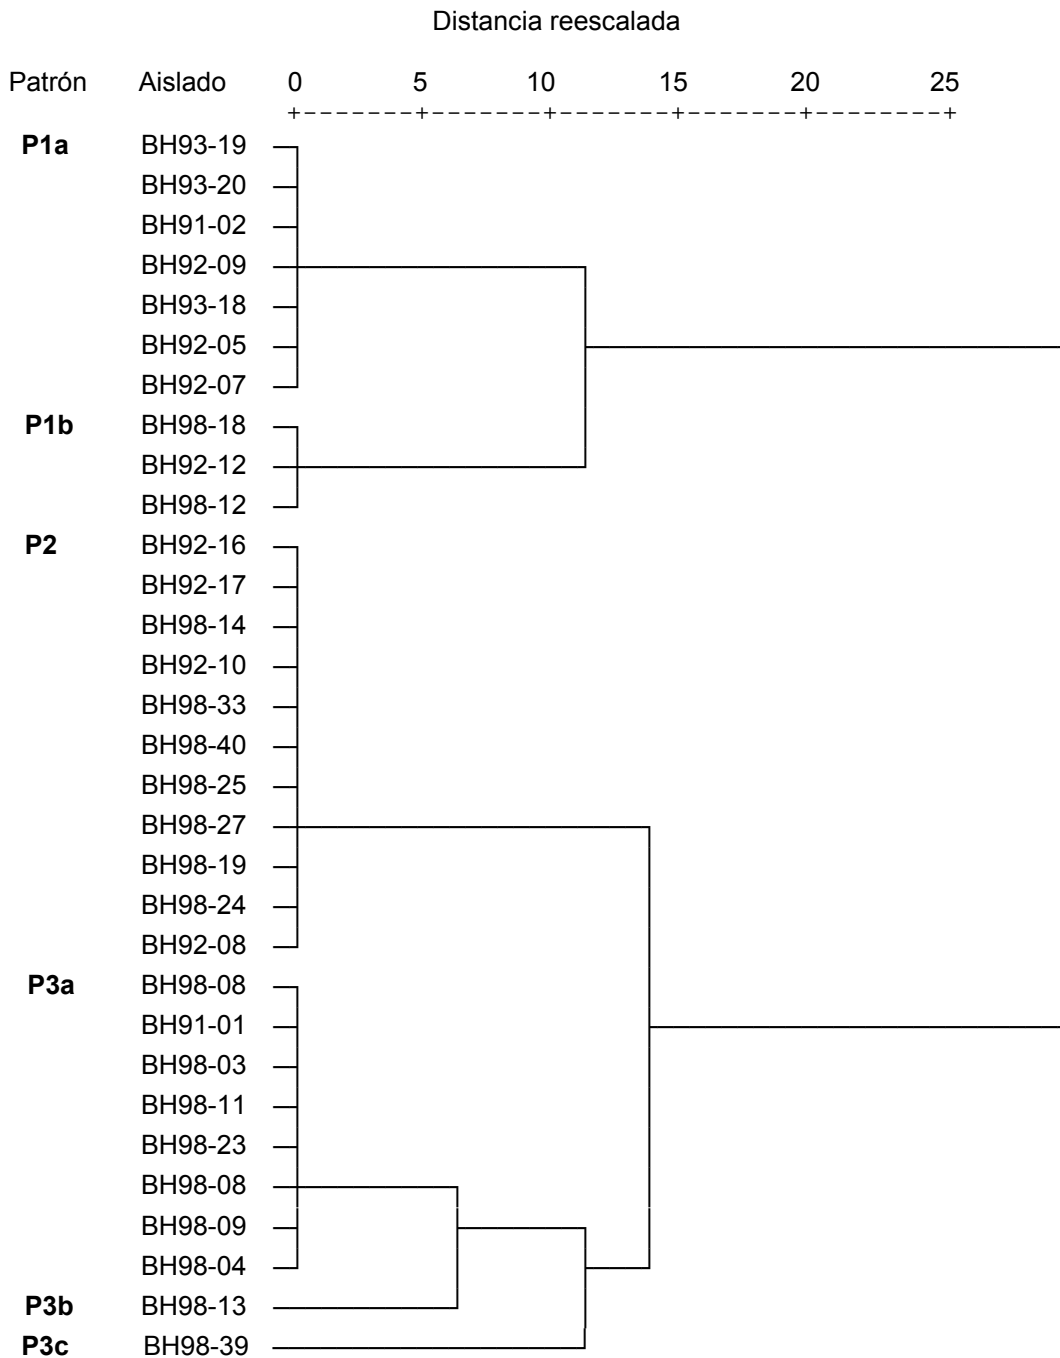 Distancia reescalada
Patrón Aislado 0 5 10 15 20 25
+−−−−−−−−+−−−−−−−−+−−−−−−−−+−−−−−−−−+−−−−−−−−−+
P1a BH93-19
BH93-20
BH91-02
BH92-09
BH93-18
BH92-05
BH92-07
P1b BH98-18
BH92-12
BH98-12
P2 BH92-16
BH92-17
BH98-14
BH92-10
BH98-33
BH98-40
BH98-25
BH98-27
BH98-19
BH98-24
BH92-08
P3a BH98-08
BH91-01
BH98-03
BH98-11
BH98-23
BH98-08
BH98-09
BH98-04
P3b BH98-13
P3c BH98-39